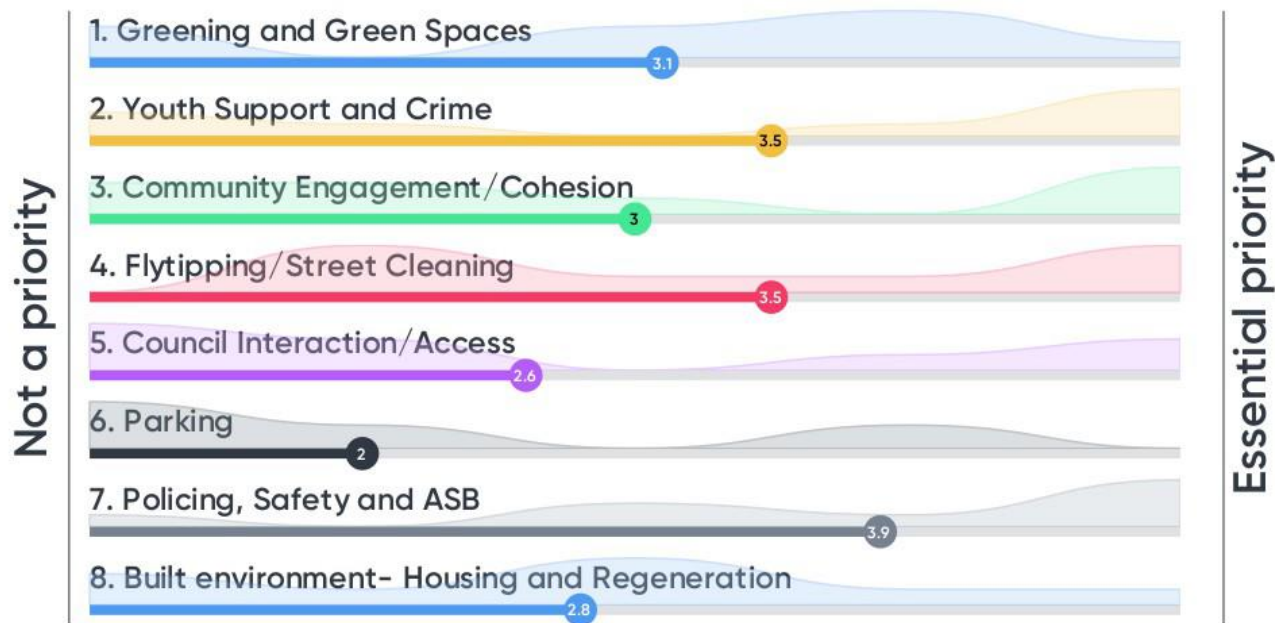 Not a priority
1. Greening and Green Spaces
3.1
2. Youth Support and Crime
3.5
3. Community Engagement/Cohesion
3
4. Flytipping/Street Cleaning
3.5
5. Council Interaction/Access
2.6
6. Parking
2
7. Policing, Safety and ASB
3.9
8. Built environment- Housing and Regeneration
2.8
Essential priority